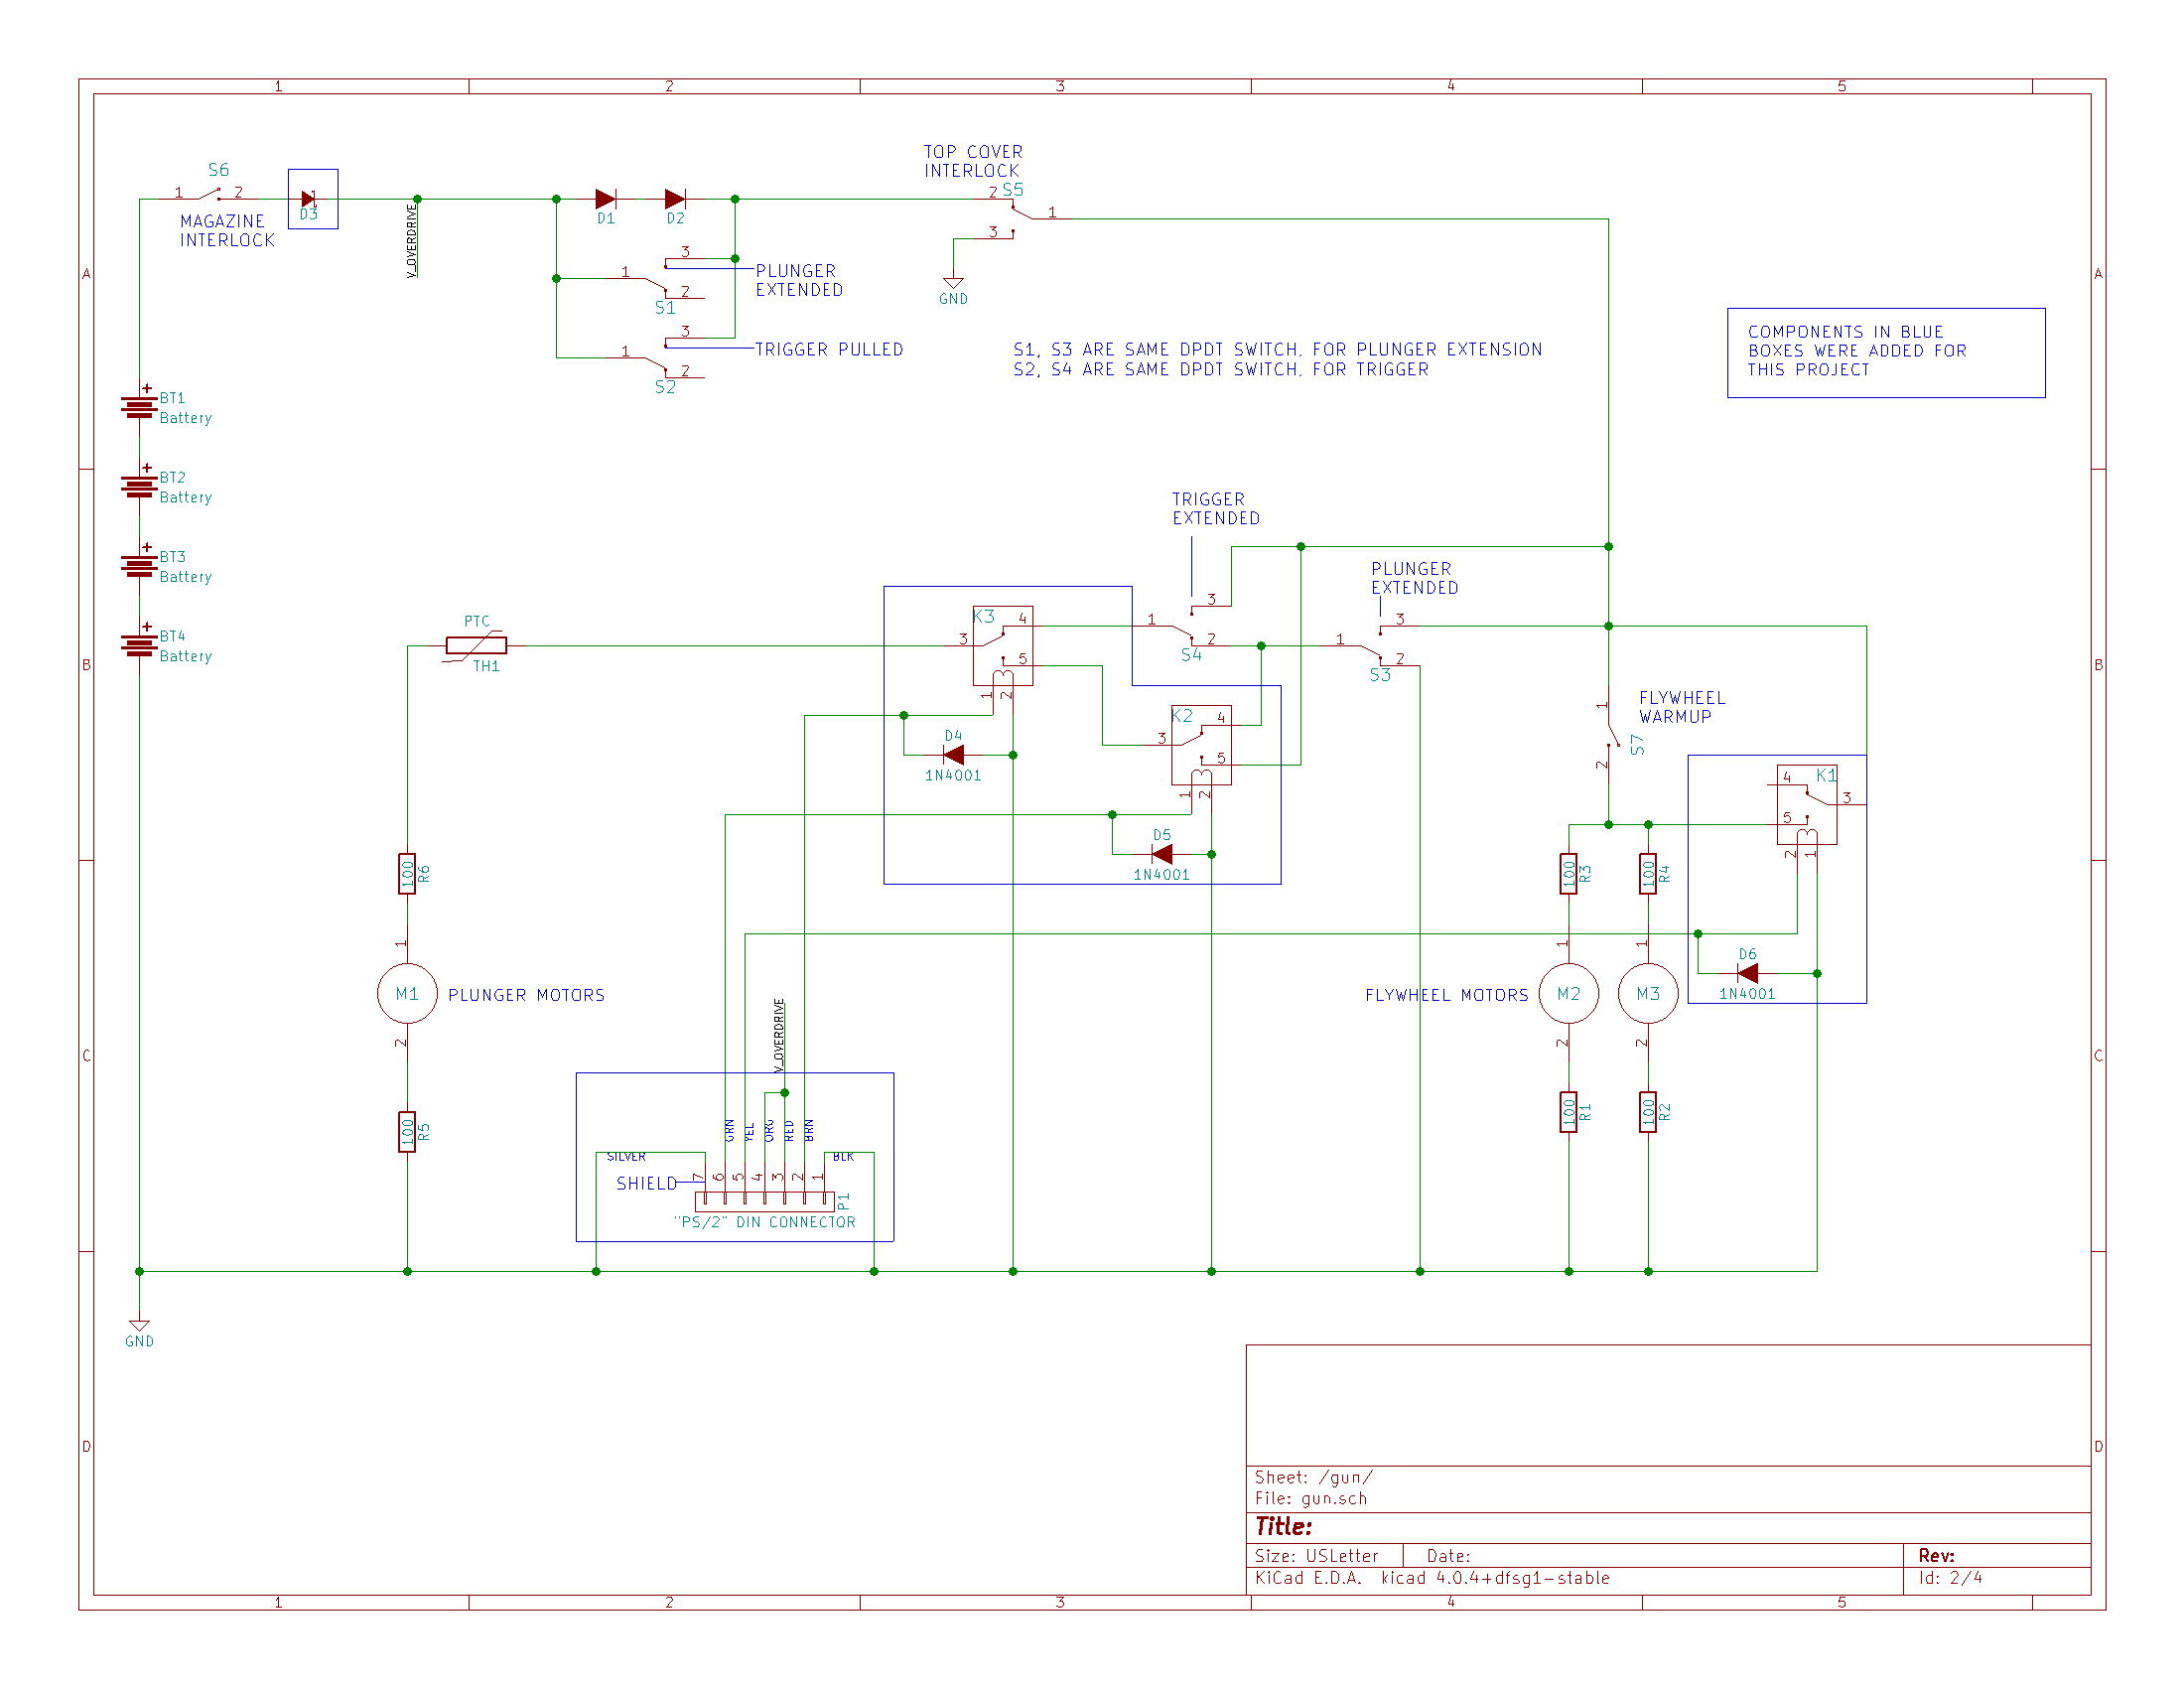 1 2 3 4 5
A A
B B
C C
D D
S6
1 2
MAGAZINE
INTERLOCK
D3
V_OVERDRIVE
D1
D2
3
1
2
S1
PLUNGER
EXTENDED
3
1
2
S2
TRIGGER PULLED
TOP COVER
INTERLOCK
2 S5
1
3
GND
S1, S3 ARE SAME DPDT SWITCH, FOR PLUNGER EXTENSION
S2, S4 ARE SAME DPDT SWITCH, FOR TRIGGER
COMPONENTS IN BLUE
BOXES WERE ADDED FOR
THIS PROJECT
+ BT1
Battery
+ BT2
Battery
+ BT3
Battery
+ BT4
Battery
GND
PTC
TH1
TRIGGER
EXTENDED
3
1
2
S4
PLUNGER
EXTENDED
3
1
2
S3
K3
4
3
5
1 2
D4
1N4001
K2
4
3
5
1 2
D5
1N4001
FLYWHEEL
WARMUP
1
S7
2
4 K1
3
5
2 1
D6
1N4001
100 R6
1
M1
PLUNGER MOTORS
2
100 R5
100 R3
100 R4
1 1
FLYWHEEL MOTORS
M2
M3
2 2
100 R1
100 R2
V_OVERDRIVE
GRN YEL ORG RED BRN
SILVER
BLK
SHIELD
7 6 5 4 3 2 1
P1
"PS/2" DIN CONNECTOR
Sheet: /gun/
File: gun.sch
Title:
Size: USLetter Date: Rev:
KiCad E.D.A. kicad 4.0.4+dfsg1-stable Id: 2/4
1 2 3 4 5